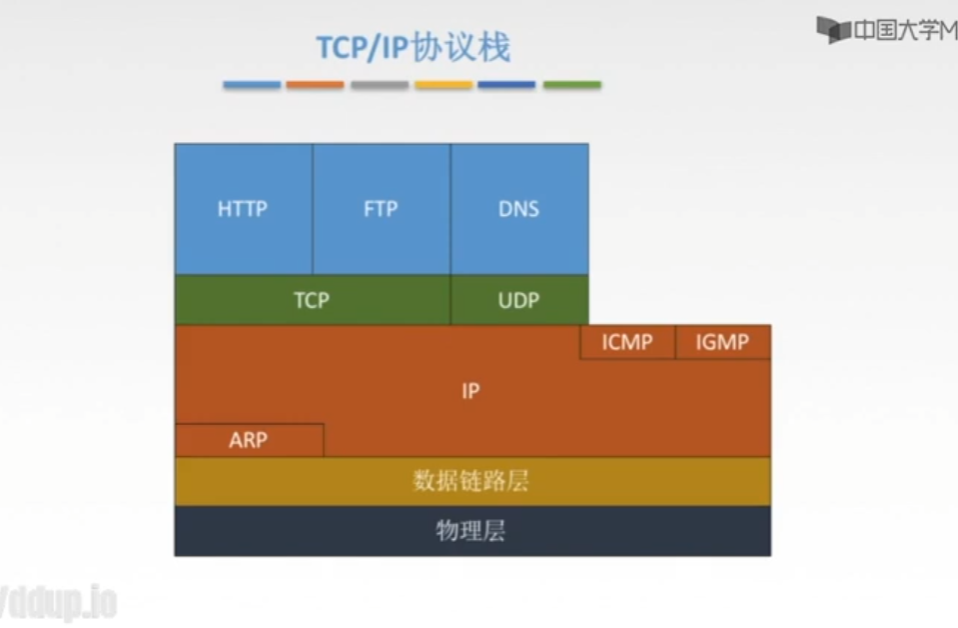 中国大学M
TCP/IP协议栈
HTTP FTP DNS
TCP UDP
ICMP IGMP
IP
ARP
数据链路层
物理层
/ddup.io